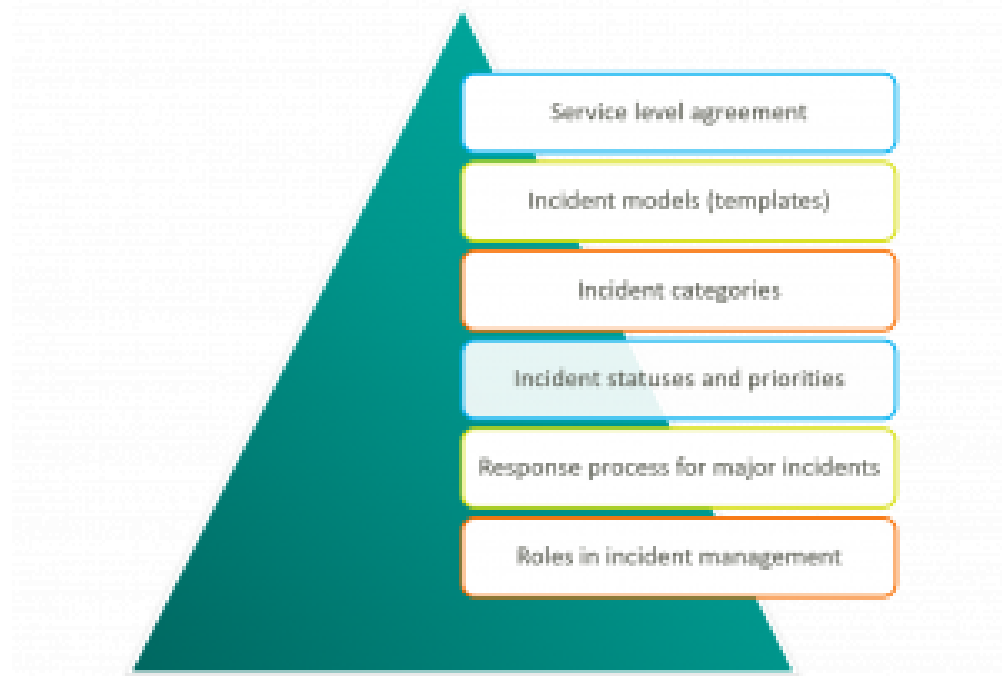 Service level agreement
Incident models (templates)
Incident categories
Incident statuses and priorities
Response process for major incidents
Roles in incident management